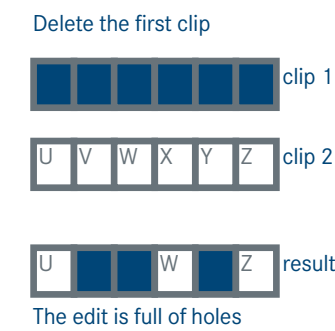 Delete the first clip
clip 1
U V W X Y Z clip 2
U W Z result
The edit is full of holes